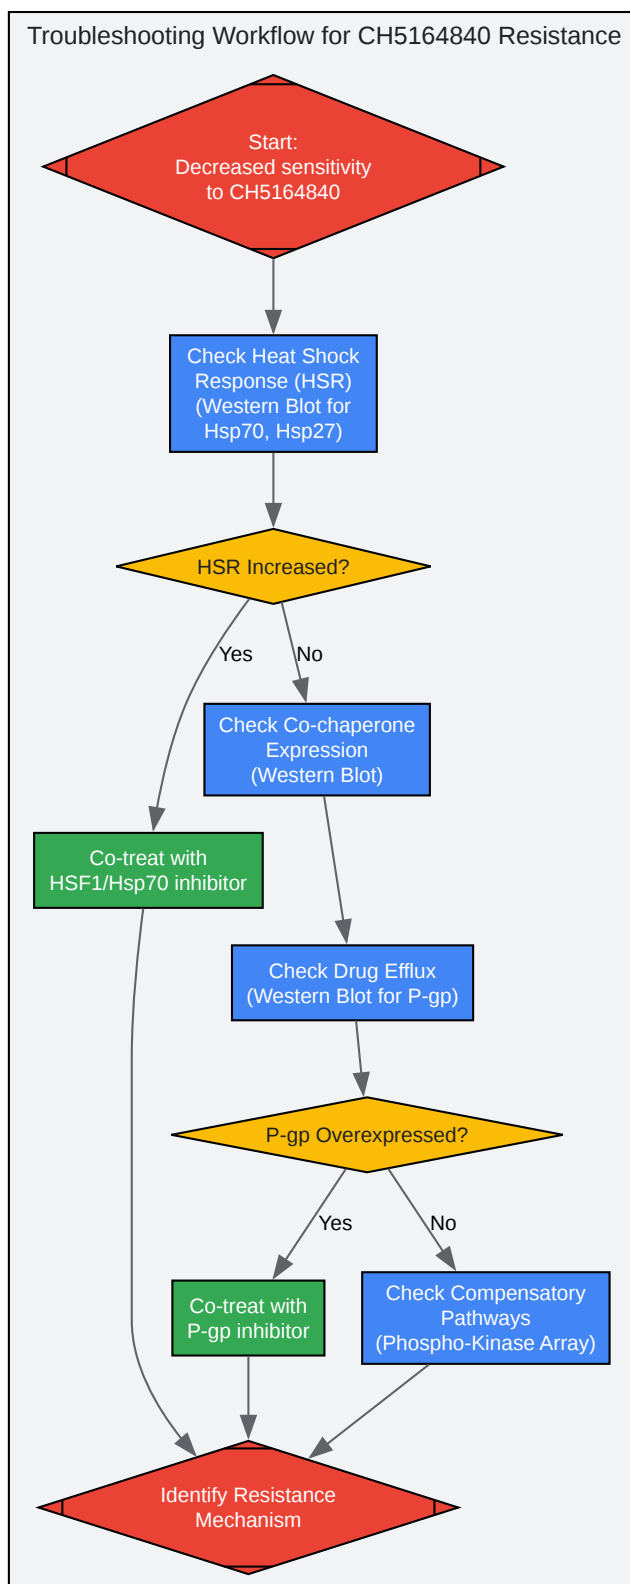 Troubleshooting Workflow for CH5164840 Resistance
Start:
Decreased sensitivity
to CH5164840
Check Heat Shock
Response (HSR)
(Western Blot for
Hsp70, Hsp27)
HSR Increased?
Yes
No
Check Co-chaperone
Expression
(Western Blot)
Co-treat with
HSF1/Hsp70 inhibitor
Check Drug Efflux
(Western Blot for P-gp)
P-gp Overexpressed?
Yes
No
Co-treat with
P-gp inhibitor
Check Compensatory
Pathways
(Phospho-Kinase Array)
Identify Resistance
Mechanism